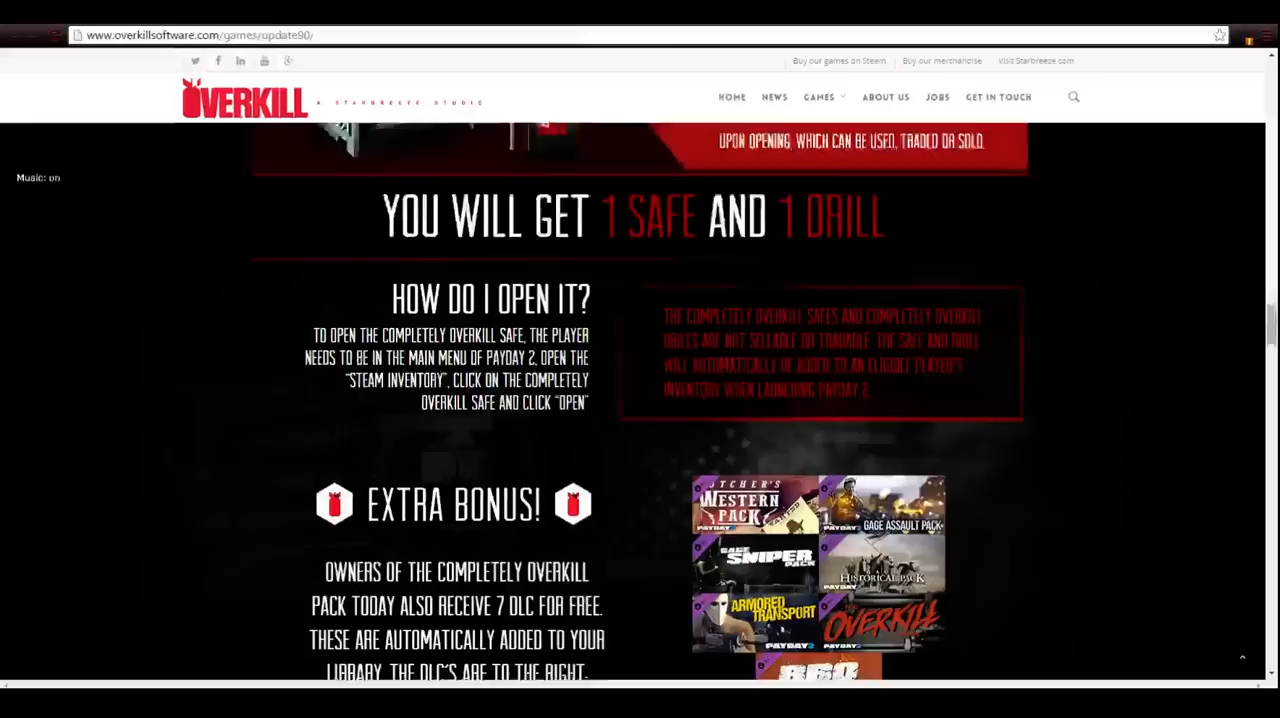 www.overkillsoftware.com/games/update90/
Buy our games on Steam
Buy our merchandise
Visit Starbreeze.com
OVERKILL
A STARBREEZE STUDIO
HOME
NEWS
GAMES
ABOUT US
JOBS
GET IN TOUCH
UPON OPENING, WHICH CAN BE USED, TRADED OR SOLD.
Music: on
YOU WILL GET 1 SAFE AND 1 DRILL
HOW DO I OPEN IT?
TO OPEN THE COMPLETELY OVERKILL SAFE, THE PLAYER
NEEDS TO BE IN THE MAIN MENU OF PAYDAY 2, OPEN THE
"STEAM INVENTORY", CLICK ON THE COMPLETELY
OVERKILL SAFE AND CLICK "OPEN"
THE COMPLETELY OVERKILL SAFES AND COMPLETELY OVERKILL
DRILLS ARE NOT SELLABLE OR TRADABLE. THE SAFE AND DRILL
WILL AUTOMATICALLY BE ADDED TO AN ELIGIBLE PLAYER'S
INVENTORY WHEN LAUNCHING PAYDAY 2.
EXTRA BONUS!
OWNERS OF THE COMPLETELY OVERKILL
PACK TODAY ALSO RECEIVE 7 DLC FOR FREE.
THESE ARE AUTOMATICALLY ADDED TO YOUR
LIBRARY. THE DLC'S ARE TO THE RIGHT.
WESTERN
PACK
GAGE ASSAULT PACK
GAGE SNIPER
PACK
HISTORICAL PACK
ARMORED
TRANSPORT
PAYDAY 2
OVERKILL
PAYDAY 2
BBQ